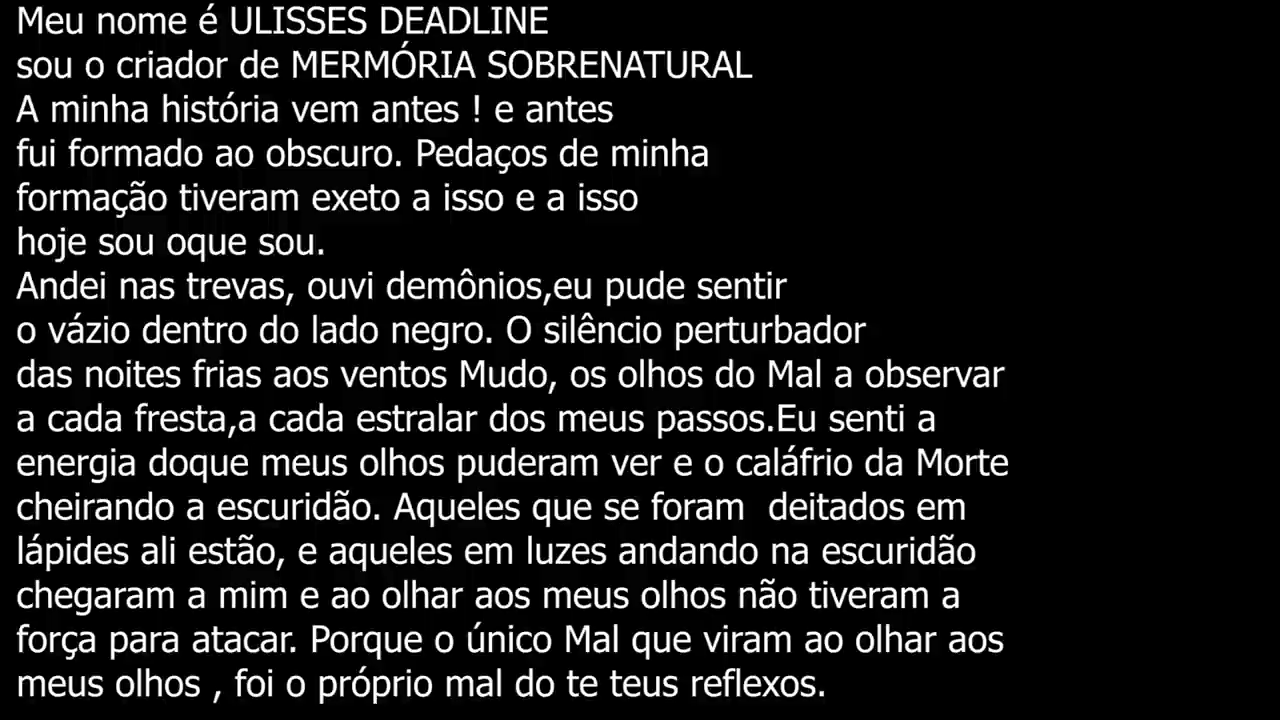 Meu nome é ULISSES DEADLINE
sou o criador de MERMÓRIA SOBRENATURAL
A minha história vem antes ! e antes
fui formado ao obscuro. Pedaços de minha
formação tiveram exeto a isso e a isso
hoje sou oque sou.
Andei nas trevas, ouvi demônios,eu pude sentir
o vázio dentro do lado negro. O silêncio perturbador
das noites frias aos ventos Mudo, os olhos do Mal a observar
a cada fresta,a cada estralar dos meus passos.Eu senti a
energia doque meus olhos puderam ver e o caláfrio da Morte
cheirando a escuridão. Aqueles que se foram  deitados em
lápides ali estão, e aqueles em luzes andando na escuridão
chegaram a mim e ao olhar aos meus olhos não tiveram a
força para atacar. Porque o único Mal que viram ao olhar aos
meus olhos , foi o próprio mal do te teus reflexos.